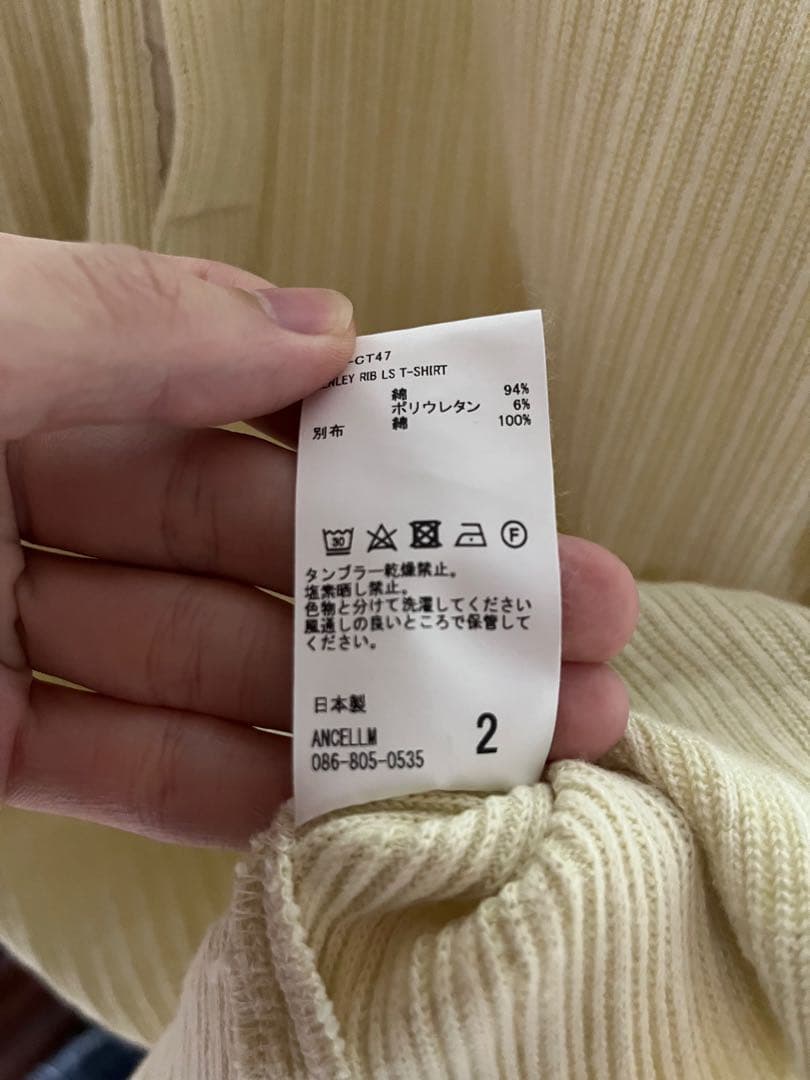 -CT47
RIB LS T-SHIRT
綿 94%
ポリウレタン 6%
別布 綿 100%
30
F
タンブラー乾燥禁止。
塩素晒し禁止。
色物と分けて洗濯してください
風通しの良いところで保管して
ください。
日本製
ANCELLM
2
086-805-0535